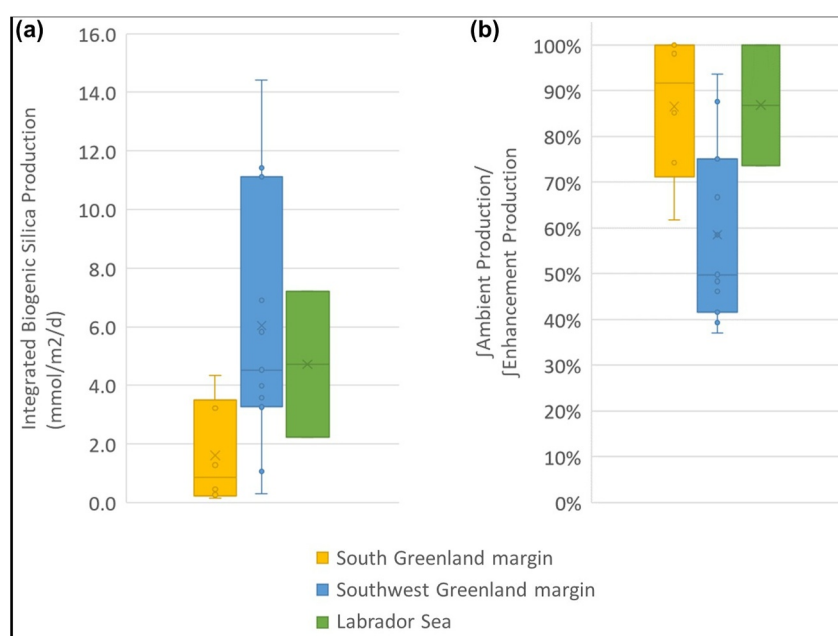 (a)
16.0
14.0
12.0
10.0
8.0
6.0
4.0
2.0
0.0
Integrated Biogenic Silica Production
(mmol/m2/d)
(b)
100%
90%
80%
70%
60%
50%
40%
30%
20%
10%
0%
∫Ambient Production/
∫Enhancement Production
South Greenland margin
Southwest Greenland margin
Labrador Sea